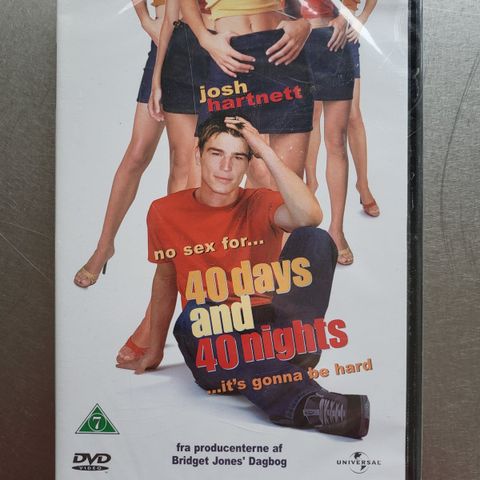 josh
hartnett
no sex for...
40 days
and
40 nights
...it's gonna be hard
7
fra producenterne af
Bridget Jones' Dagbog
DVD
VIDEO
UNIVERSAL